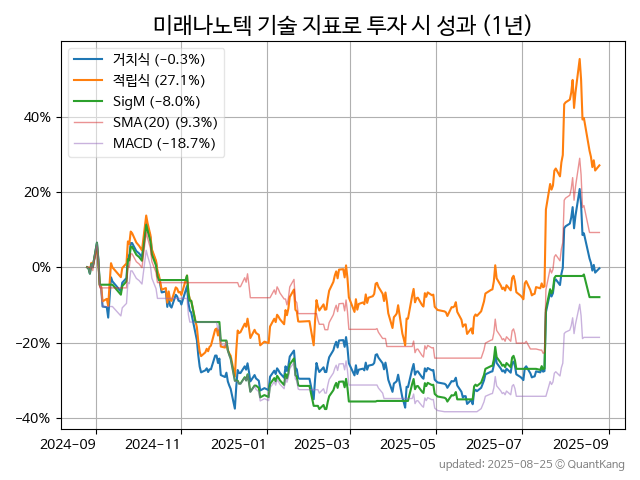 미래나노텍 기술 지표로 투자 시 성과 (1년)
거치식 (−0.3%)
적립식 (27.1%)
SigM (−8.0%)
SMA(20) (9.3%)
MACD (−18.7%)
40%
20%
0%
−20%
−40%
2024-09 2024-11 2025-01 2025-03 2025-05 2025-07 2025-09
updated: 2025-08-25 © QuantKang